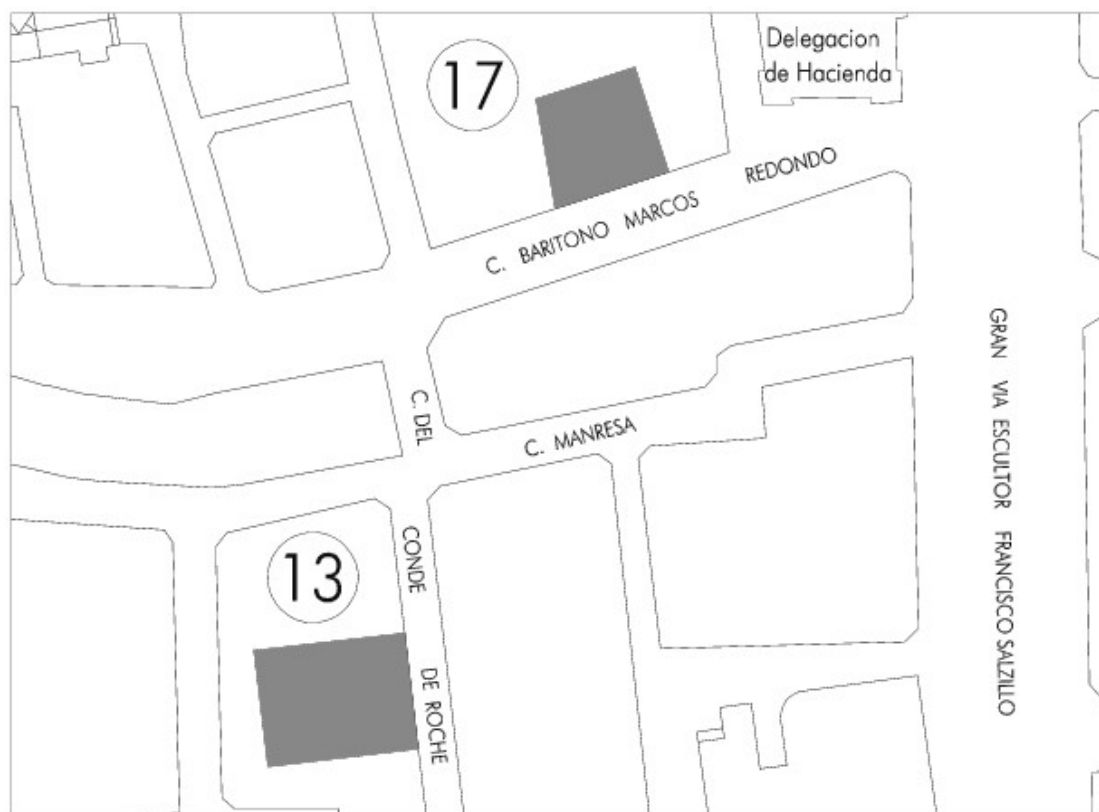 Delegacion
de Hacienda
17
C. BARITONO MARCOS REDONDO
GRAN VIA ESCULTOR FRANCISCO SALZILLO
C. DEL CONDE DE ROCHE
C. MANRESA
13